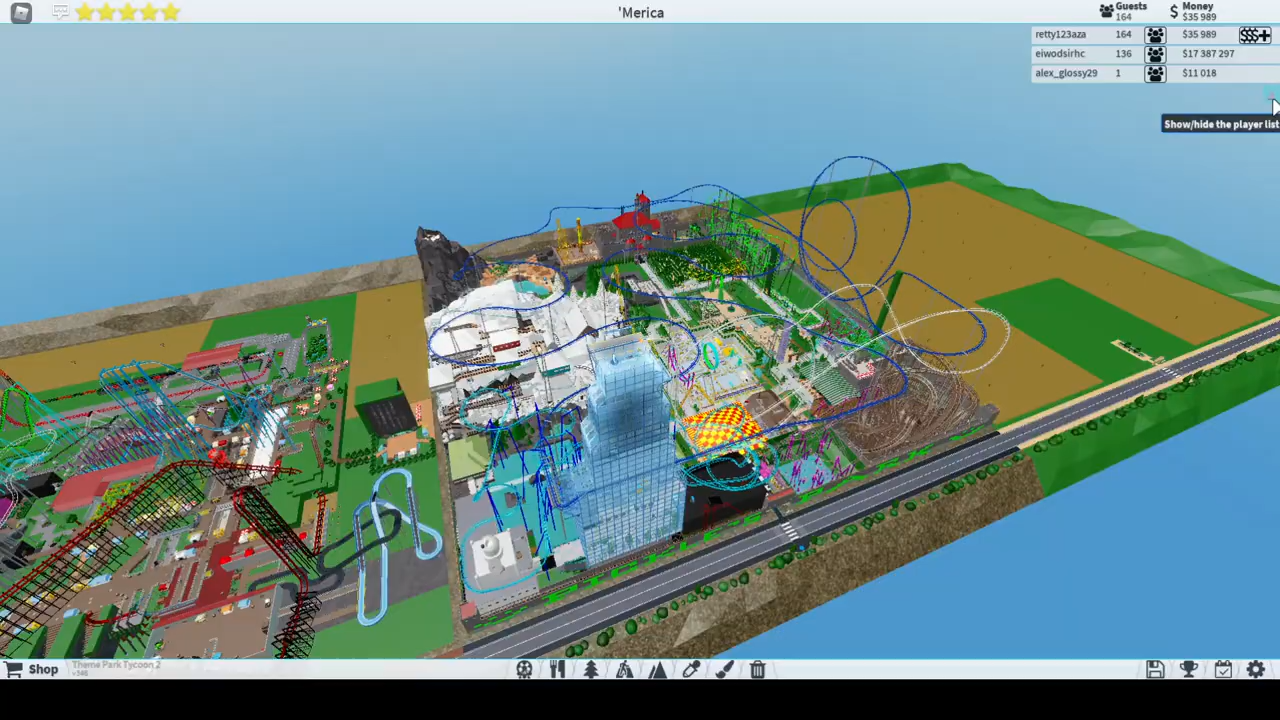 'Merica
Guests
164
Money
$35 989
retty123aza 164 $35 989 $$$+
eiwodsirhc 136 $17 387 297
alex_glossy29 1 $11 018
Show/hide the player list
Shop
Theme Park Tycoon 2
v346